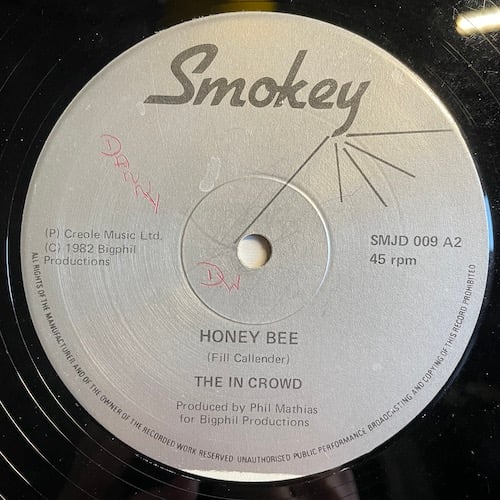 Smokey
DANNY
(P) Creole Music Ltd.
(C) 1982 Bigphil
Productions
SMJD 009 A2
45 rpm
DW
HONEY BEE
(Fill Callender)
THE IN CROWD
Produced by Phil Mathias
for Bigphil Productions
ALL RIGHTS OF THE MANUFACTURER AND OF THE OWNER OF THE RECORDED WORK RESERVED UNAUTHORISED PUBLIC PERFORMANCE BROADCASTING AND COPYING OF THIS RECORD PROHIBITED